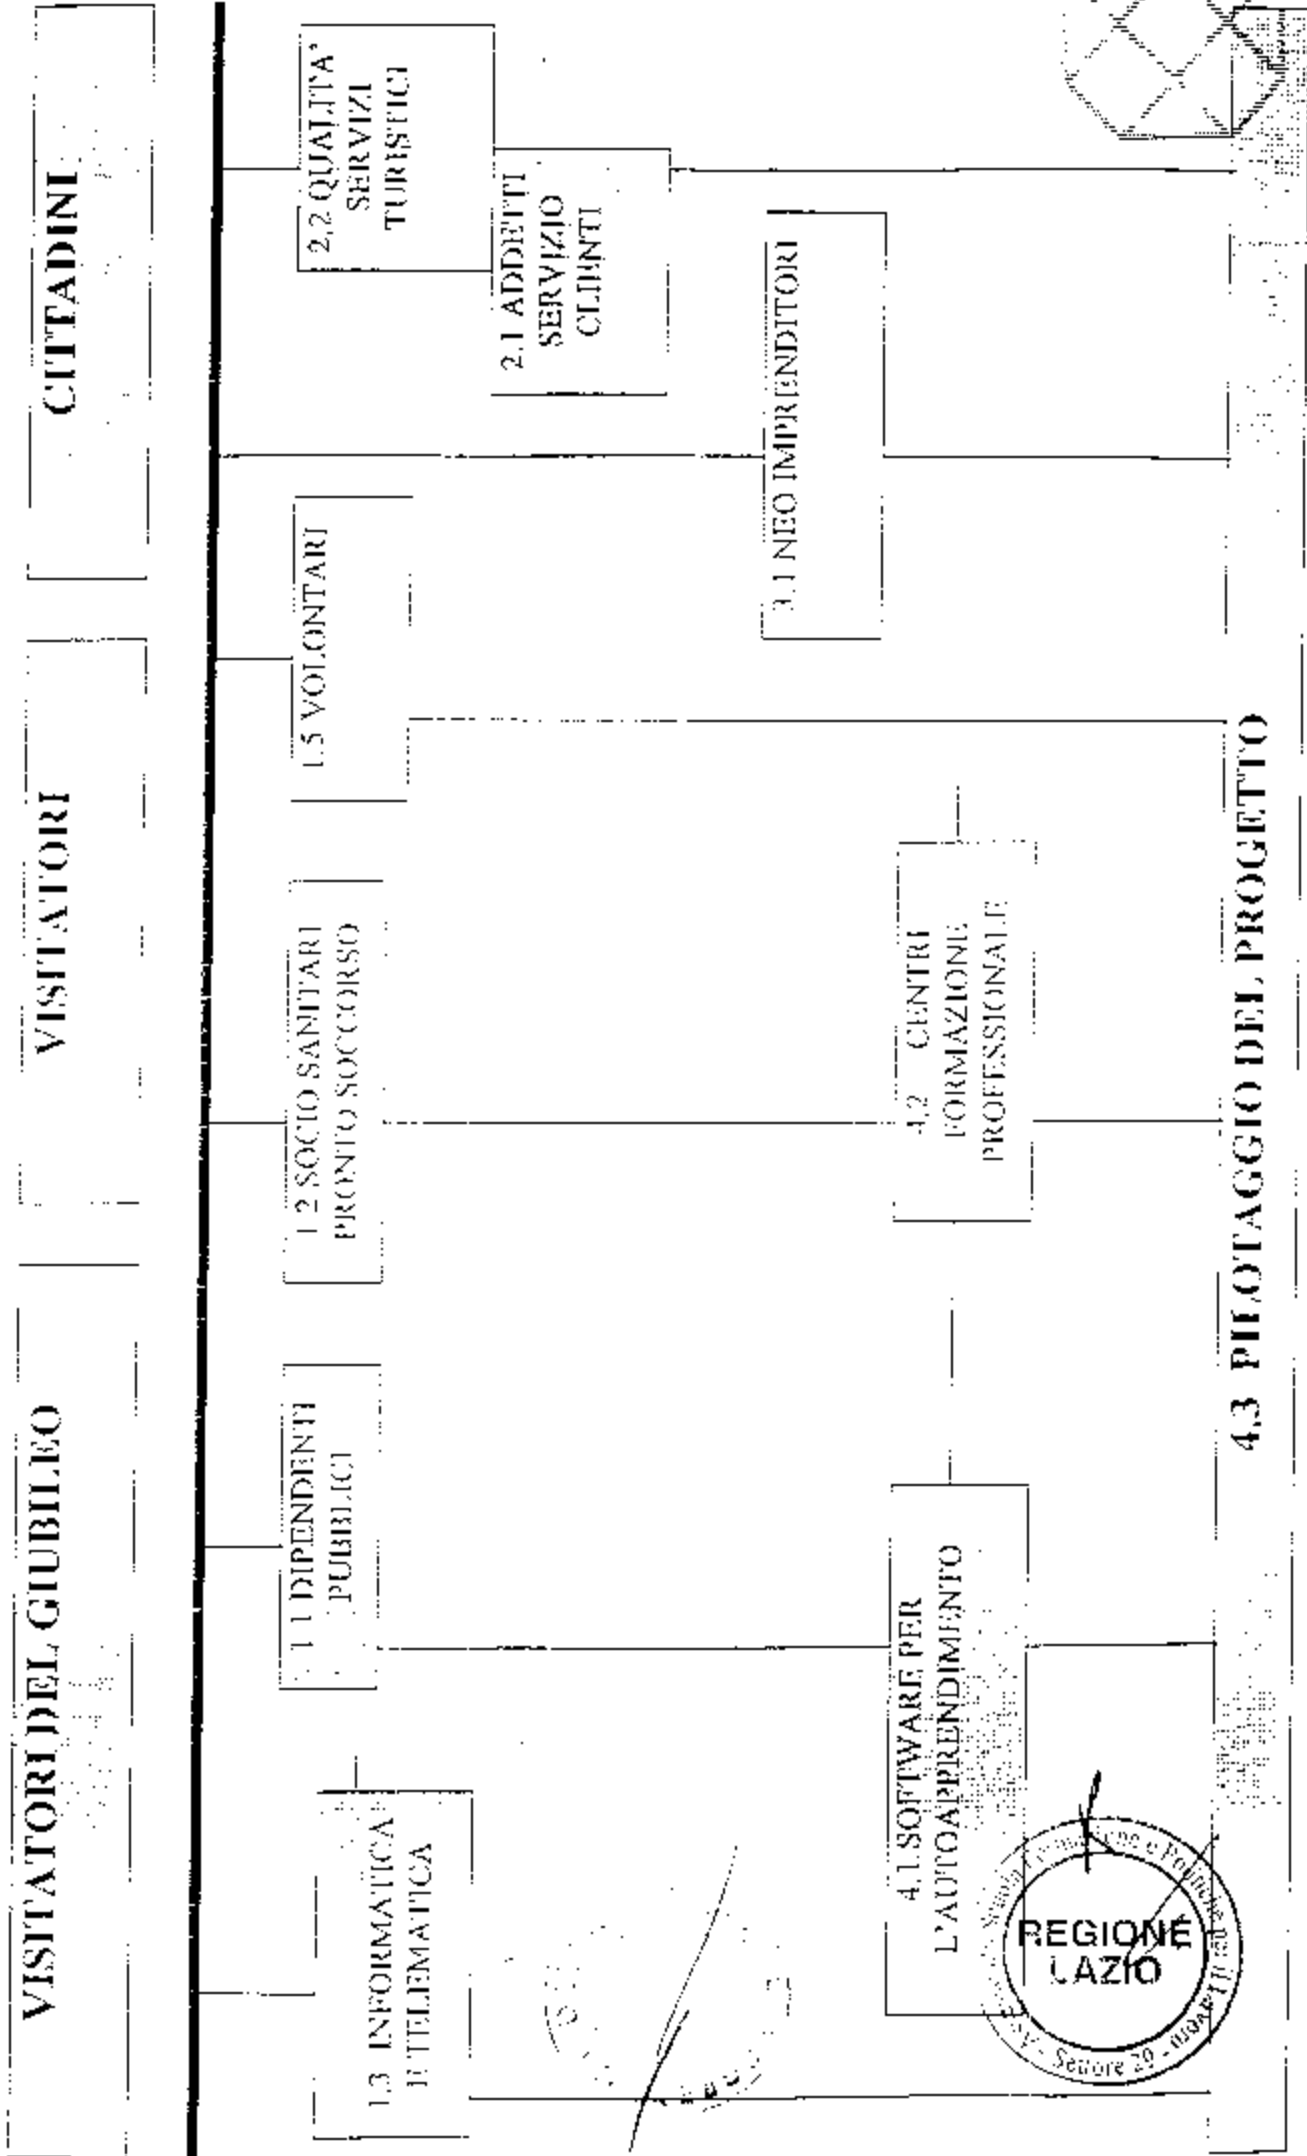 VISITATORI DEL GIUBILEO
VISITATORI
CITTADINI
1.3 INFORMATICA
E TELEMATICA
1.1 DIPENDENTI
PUBBLICI
1.2 SOCIO SANITARI
PRONTO SOCCORSO
1.5 VOLONTARI
2.2 QUALITA'
SERVIZI
TURISTICI
2.1 ADDETTI
SERVIZIO
CLIENTI
3.1 NEO IMPRENDITORI
4.1 SOFTWARE PER
L'AUTOAPPRENDIMENTO
4.2 CENTRI
FORMAZIONE
PROFESSIONALE
4.3 PILOTAGGIO DEL PROGETTO
REGIONE
LAZIO